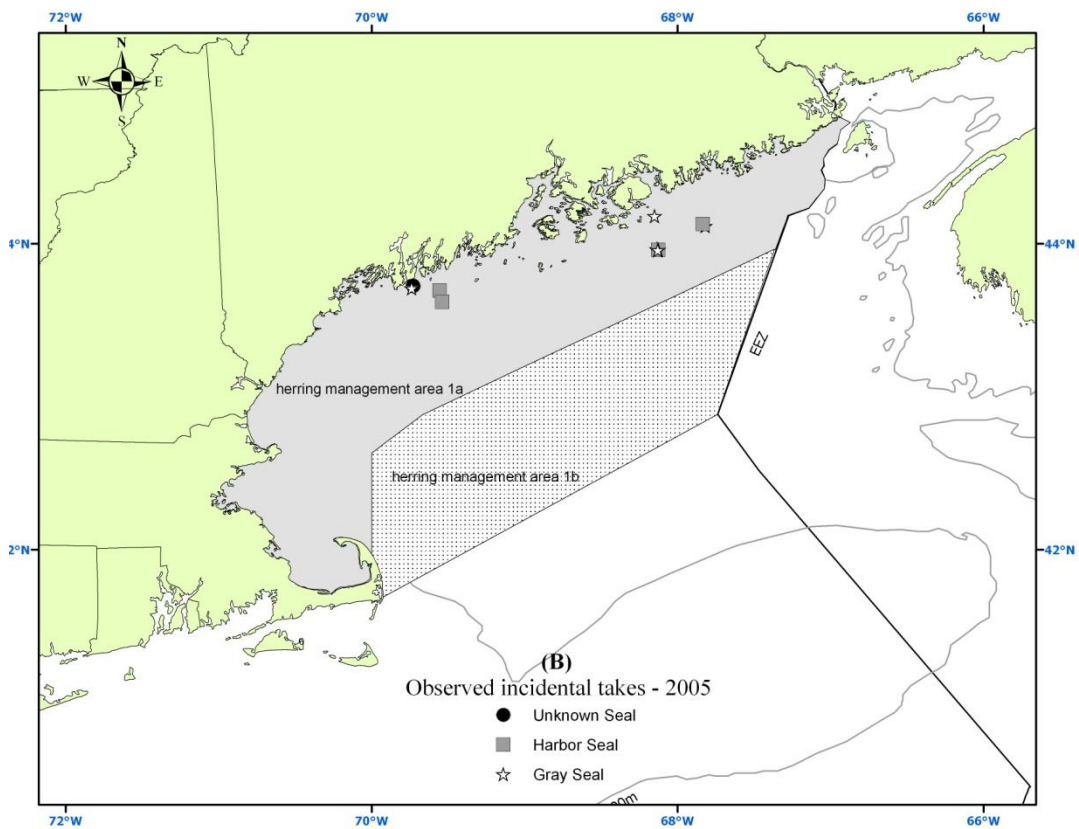 72°W 70°W 68°W 66°W
N
W E
S
4°N 44°N
EEZ
herring management area 1a
herring management area 1b
2°N 42°N
(B)
Observed incidental takes - 2005
Unknown Seal
Harbor Seal
Gray Seal
00m
72°W 70°W 68°W 66°W